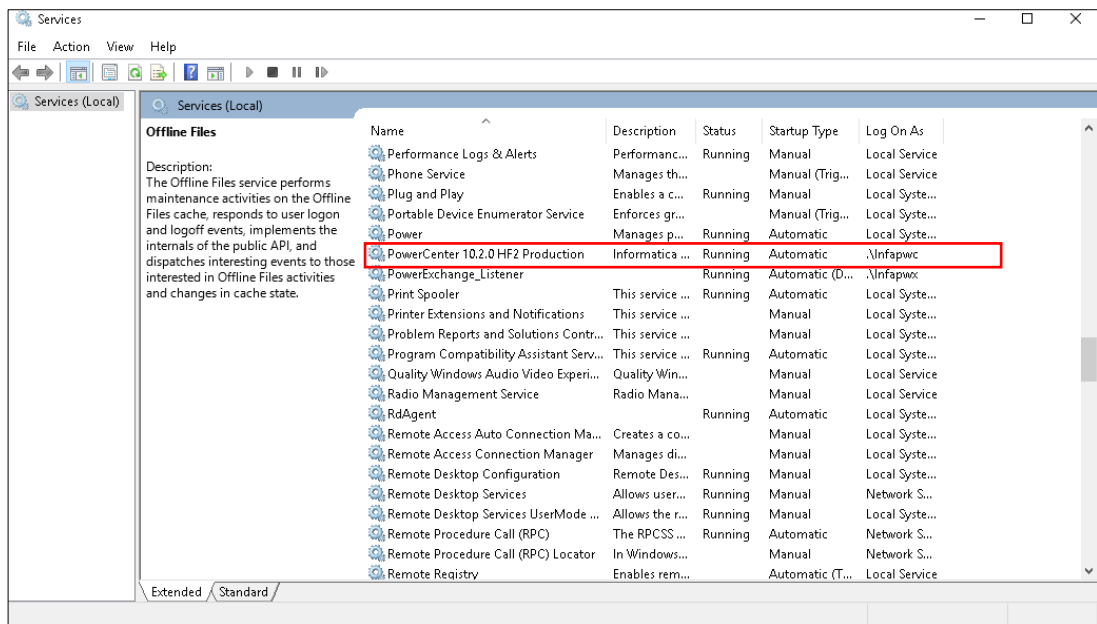 Services
File Action View Help
Services (Local)
Services (Local)
Offline Files
Description:
The Offline Files service performs
maintenance activities on the Offline
Files cache, responds to user logon
and logoff events, implements the
internals of the public API, and
dispatches interesting events to those
interested in Offline Files activities
and changes in cache state.
Name Description Status Startup Type Log On As
Performance Logs & Alerts Performanc... Running Manual Local Service
Phone Service Manages th... Manual (Trig... Local Service
Plug and Play Enables a c... Running Manual Local Syste...
Portable Device Enumerator Service Enforces gr... Manual (Trig... Local Syste...
Power Manages p... Running Automatic Local Syste...
PowerCenter 10.2.0 HF2 Production Informatica ... Running Automatic .\Infapwc
PowerExchange_Listener Running Automatic (D... .\Infapwx
Print Spooler This service ... Running Automatic Local Syste...
Printer Extensions and Notifications This service ... Manual Local Syste...
Problem Reports and Solutions Contr... This service ... Manual Local Syste...
Program Compatibility Assistant Serv... This service ... Running Automatic Local Syste...
Quality Windows Audio Video Experi... Quality Win... Manual Local Service
Radio Management Service Radio Mana... Manual Local Service
RdAgent Running Automatic Local Syste...
Remote Access Auto Connection Ma... Creates a co... Manual Local Syste...
Remote Access Connection Manager Manages di... Manual Local Syste...
Remote Desktop Configuration Remote Des... Running Manual Local Syste...
Remote Desktop Services Allows user... Running Manual Network S...
Remote Desktop Services UserMode ... Allows the r... Running Manual Local Syste...
Remote Procedure Call (RPC) The RPCSS ... Running Automatic Network S...
Remote Procedure Call (RPC) Locator In Windows... Manual Network S...
Remote Registry Enables rem... Automatic (T... Local Service
Extended Standard